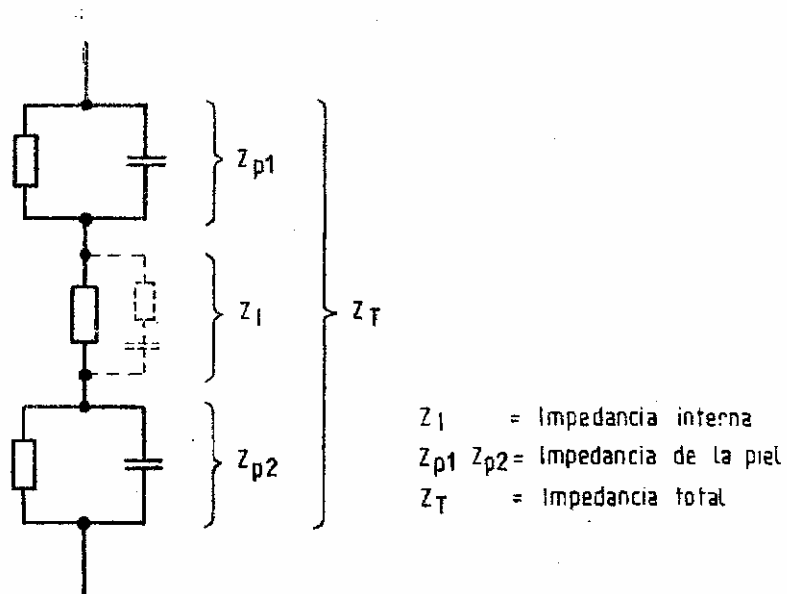 Zp1
ZI
ZT
Zp2
ZI = Impedancia interna
Zp1 Zp2= Impedancia de la piel
ZT = Impedancia total